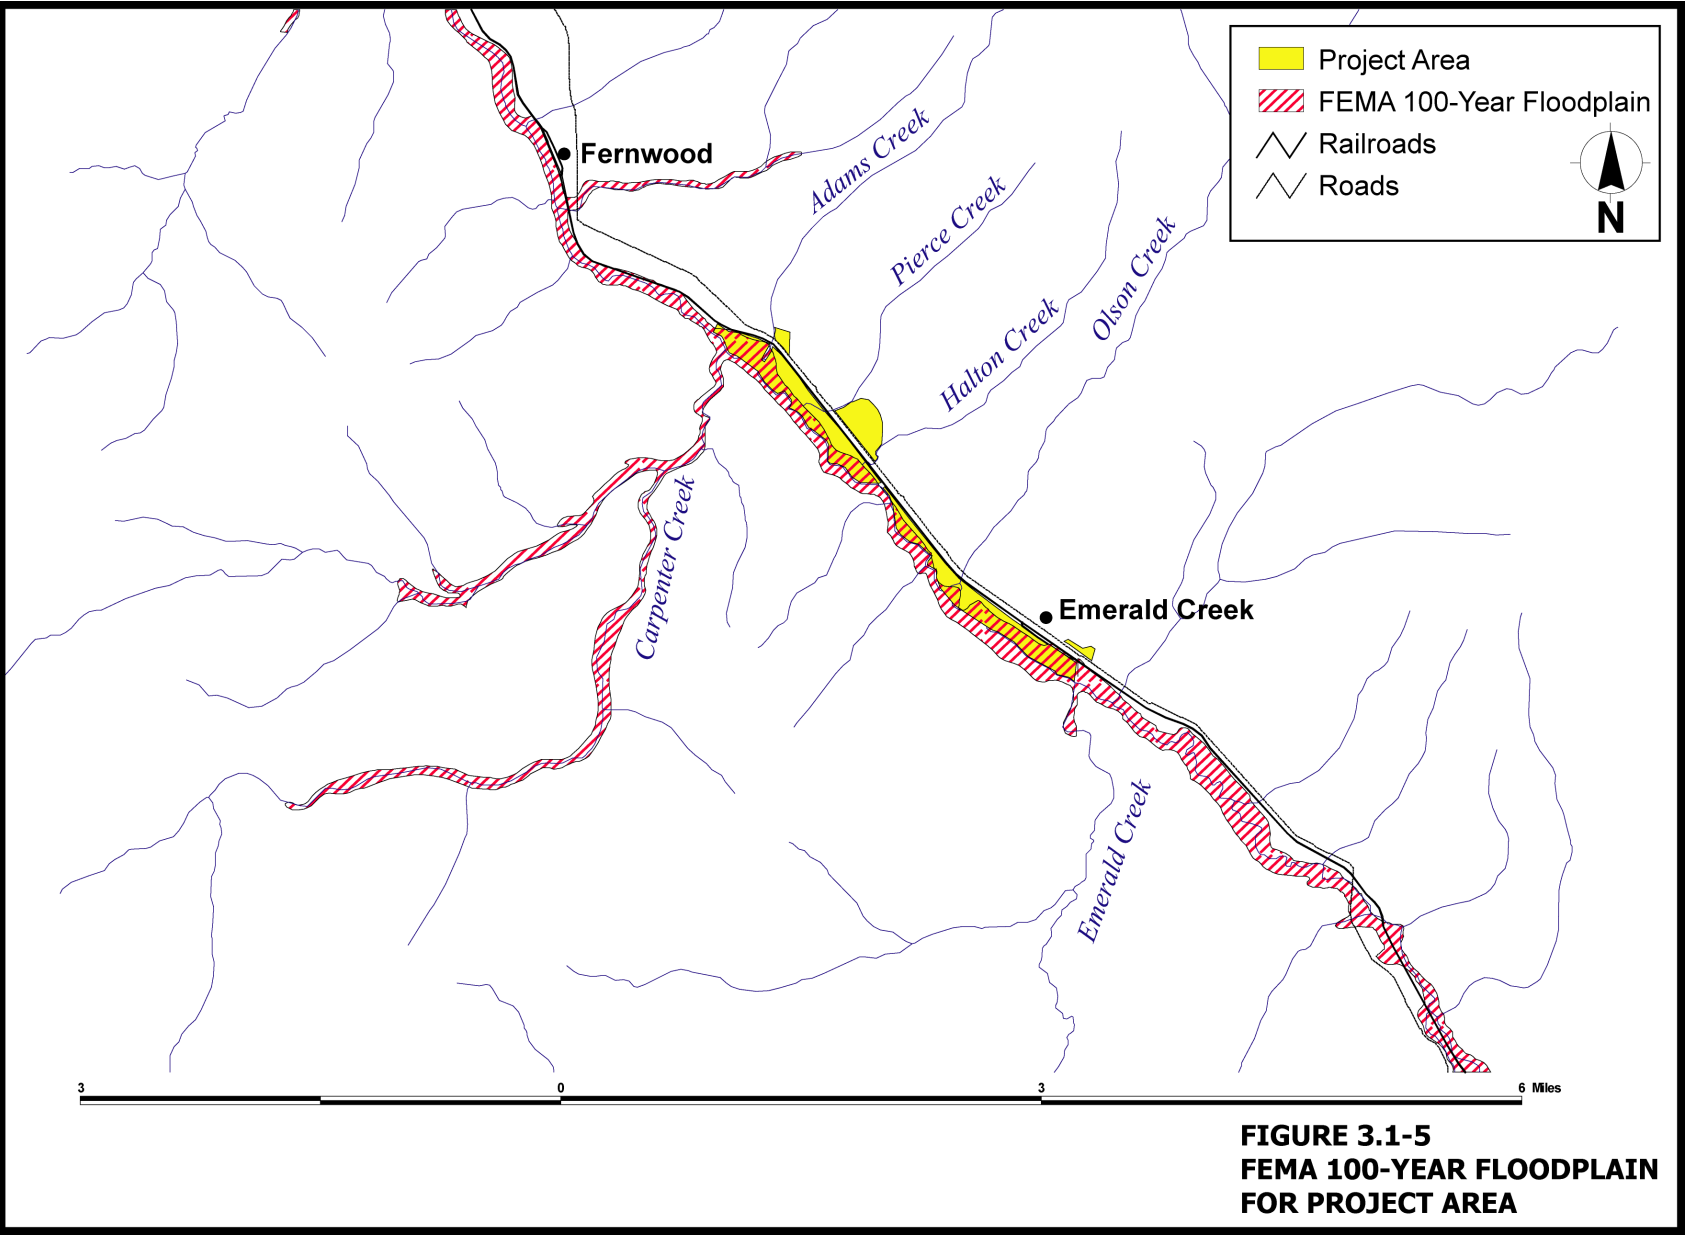 Project Area
FEMA 100-Year Floodplain
Railroads
Roads
N
Fernwood
Adams Creek
Pierce Creek
Halton Creek
Olson Creek
Carpenter Creek
Emerald Creek
Emerald Creek
3 0 3 6 Miles
FIGURE 3.1-5
FEMA 100-YEAR FLOODPLAIN
FOR PROJECT AREA